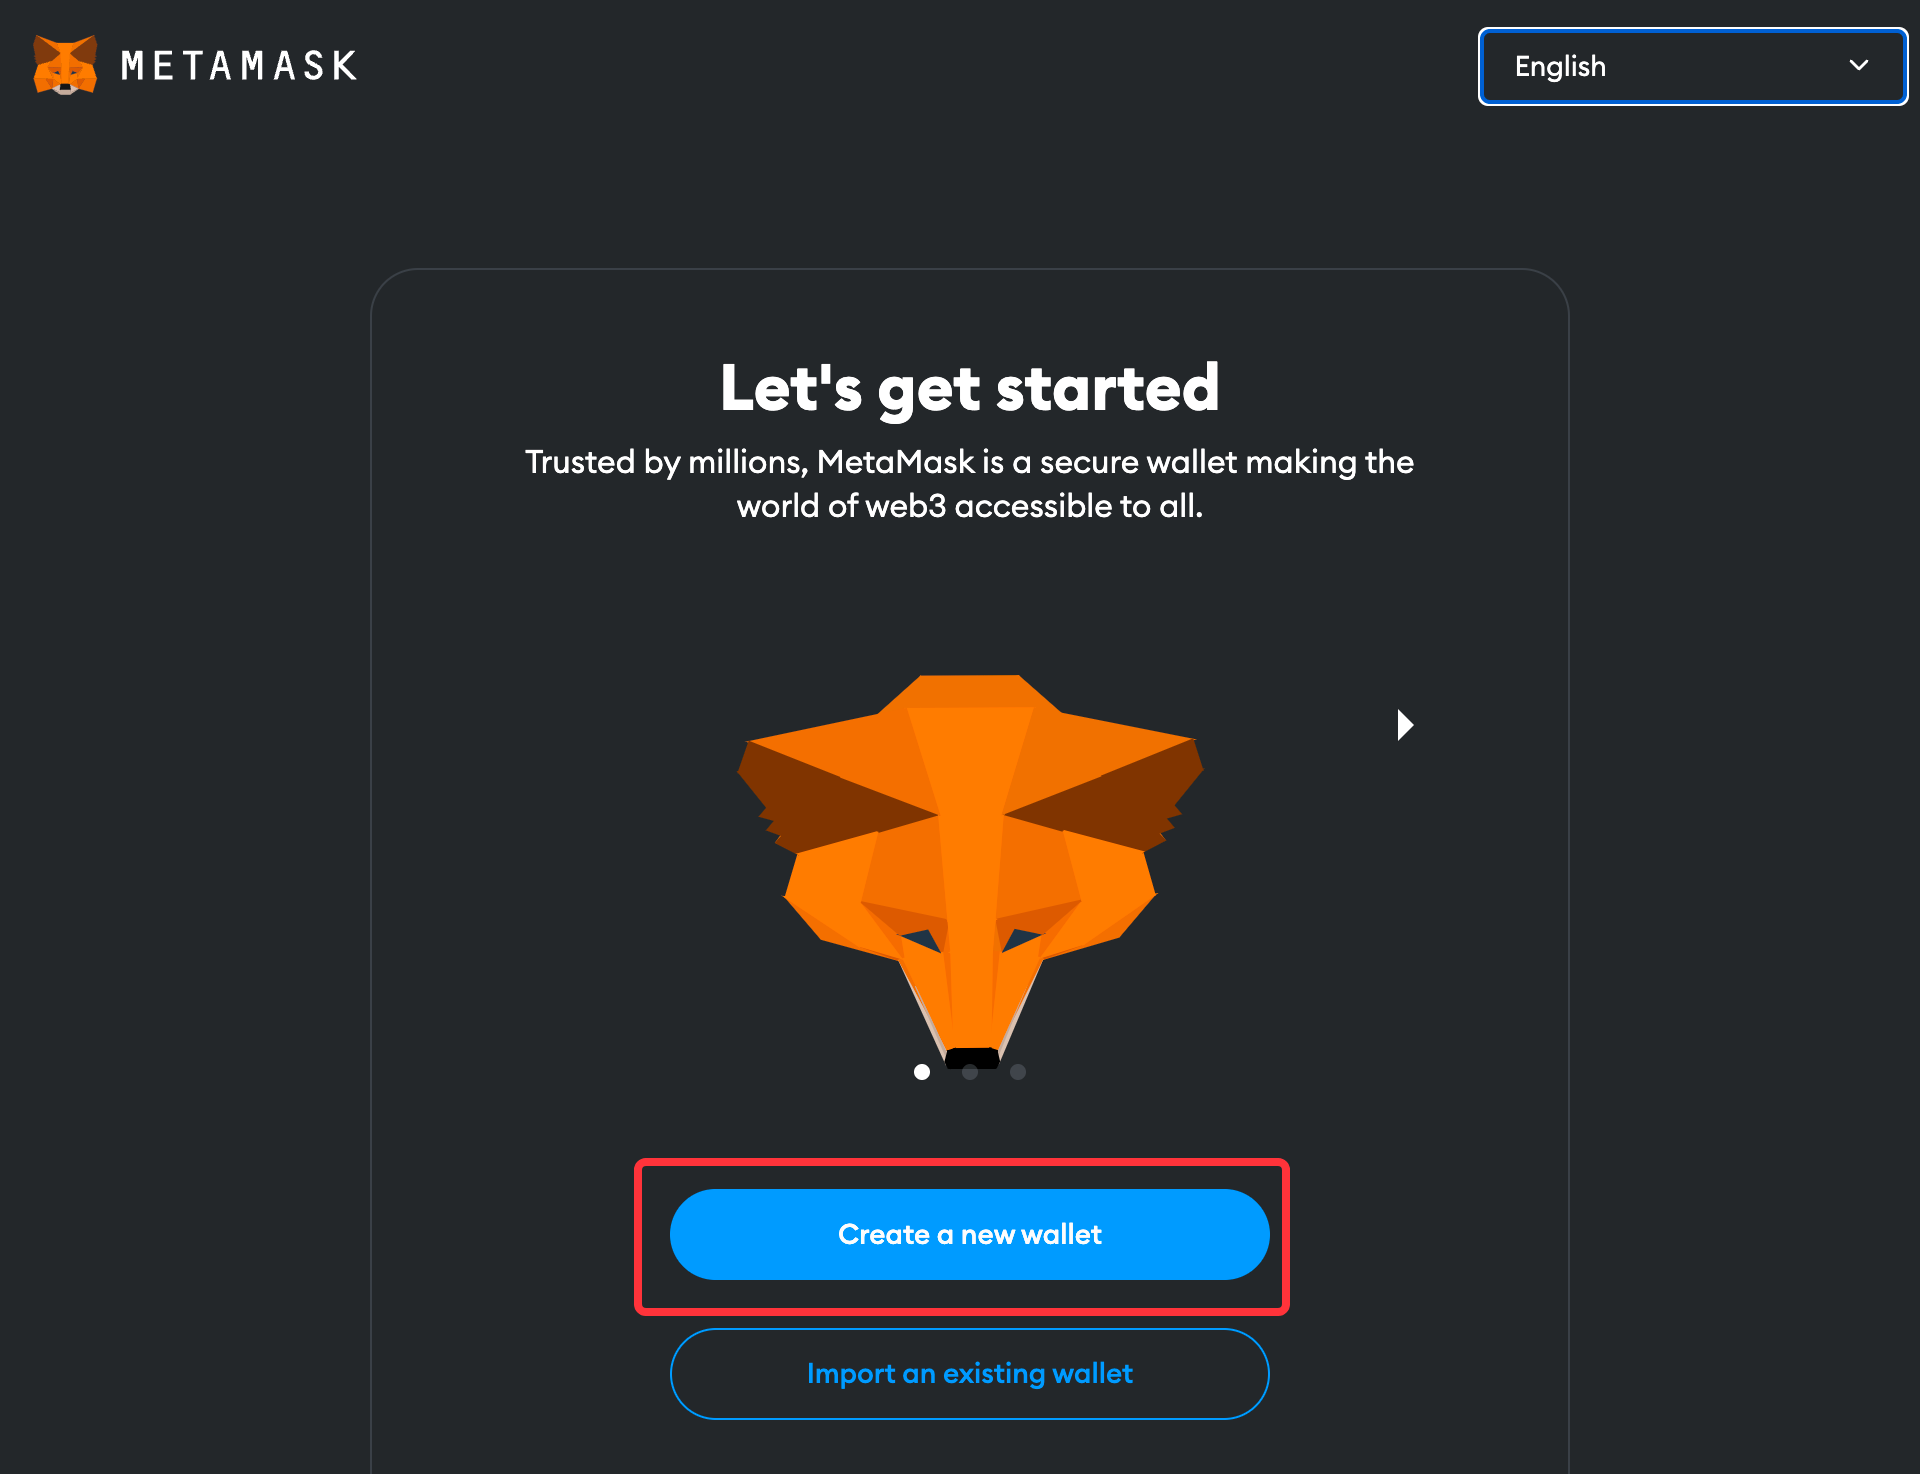 METAMASK
English
Let's get started
Trusted by millions, MetaMask is a secure wallet making the
world of web3 accessible to all.
Create a new wallet
Import an existing wallet